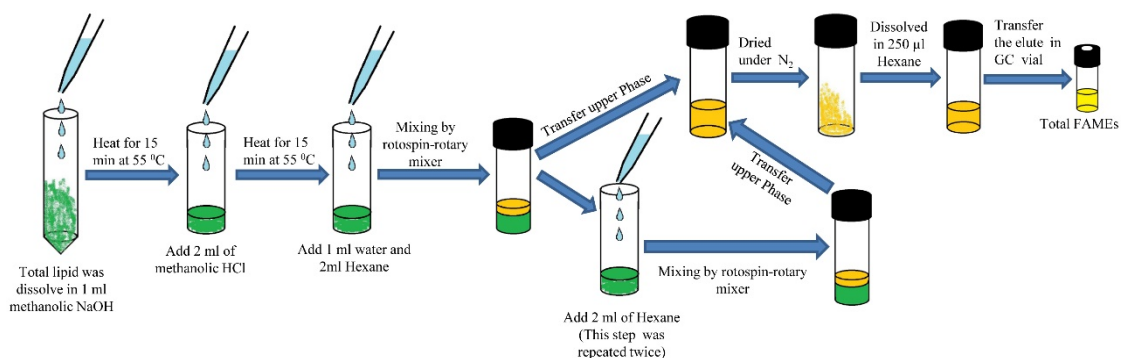 Total lipid was
dissolve in 1 ml
methanolic NaOH
Heat for 15
min at 55 ⁰C
Add 2 ml of
methanolic HCl
Heat for 15
min at 55 ⁰C
Add 1 ml water and
2ml Hexane
Mixing by
rotospin-rotary
mixer
Transfer upper Phase
Add 2 ml of Hexane
(This step was
repeated twice)
Mixing by rotospin-rotary
mixer
Transfer
upper Phase
Dried
under N₂
Dissolved
in 250 µl
Hexane
Transfer
the elute in
GC vial
Total FAMEs